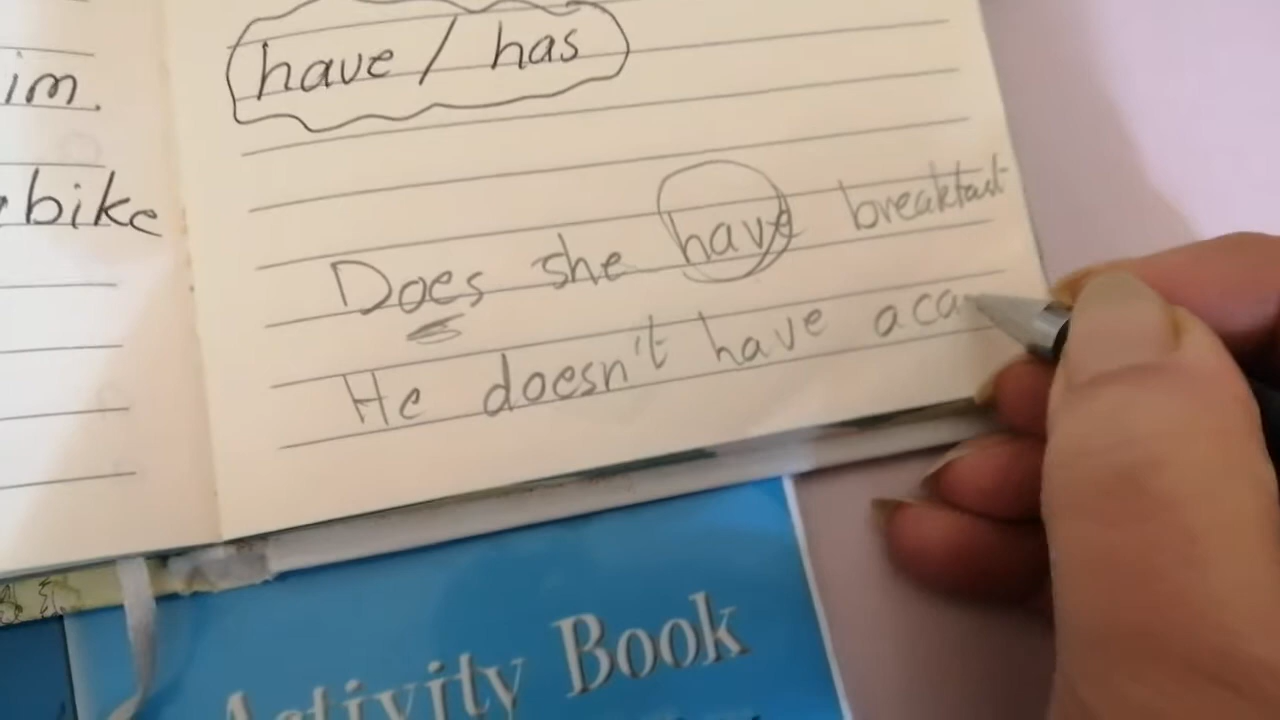 im.
bike
have / has
Does she have breakfast
He doesn't have a ca
Activity Book